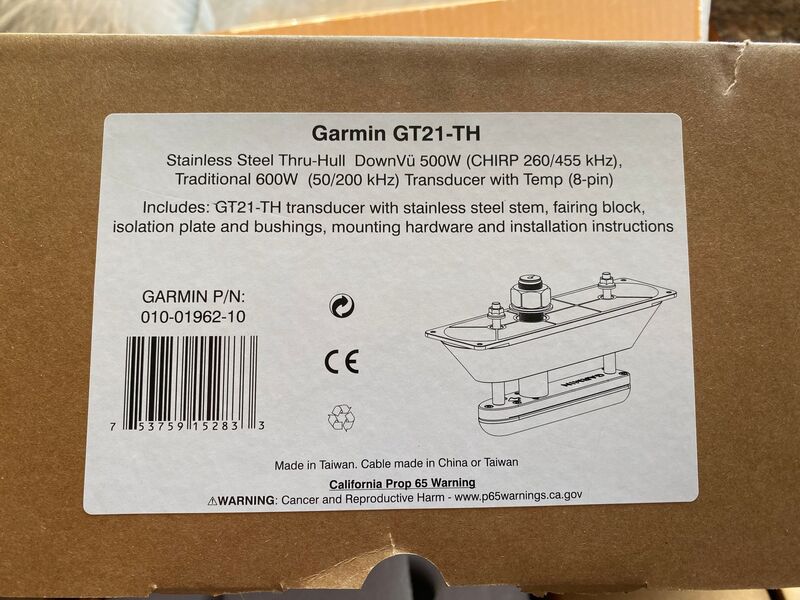 Garmin GT21-TH
Stainless Steel Thru-Hull DownVü 500W (CHIRP 260/455 kHz),
Traditional 600W (50/200 kHz) Transducer with Temp (8-pin)
Includes: GT21-TH transducer with stainless steel stem, fairing block,
isolation plate and bushings, mounting hardware and installation instructions
GARMIN P/N:
010-01962-10
7 53759 15283 3
CE
GARMIN
Made in Taiwan. Cable made in China or Taiwan
California Prop 65 Warning
⚠WARNING: Cancer and Reproductive Harm - www.p65warnings.ca.gov